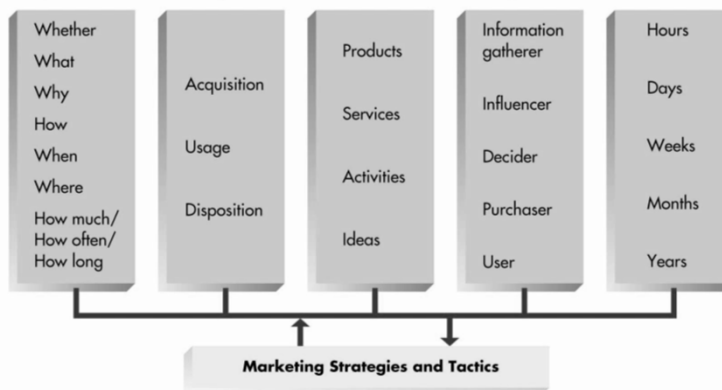 Whether
What
Why
How
When
Where
How much/
How often/
How long
Acquisition
Usage
Disposition
Products
Services
Activities
Ideas
Information
gatherer
Influencer
Decider
Purchaser
User
Hours
Days
Weeks
Months
Years
Marketing Strategies and Tactics